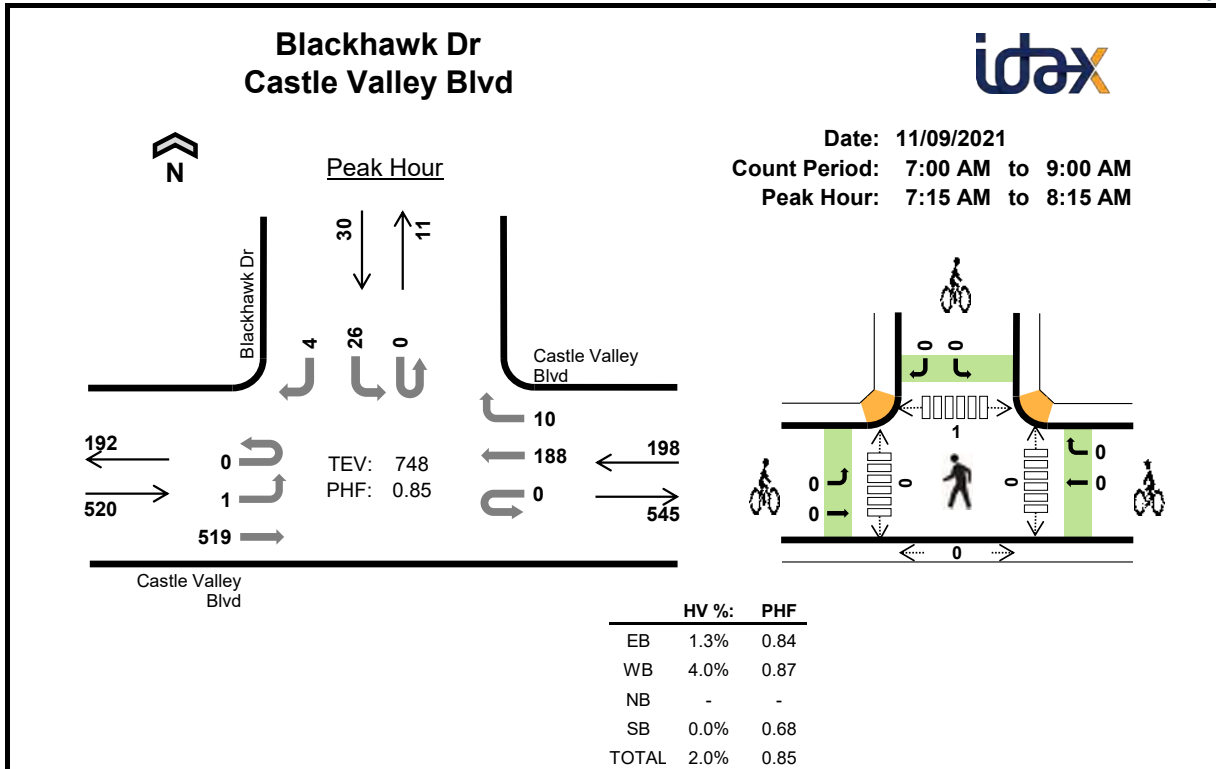 Blackhawk Dr
Castle Valley Blvd
idax
N
Peak Hour
Date: 11/09/2021
Count Period: 7:00 AM to 9:00 AM
Peak Hour: 7:15 AM to 8:15 AM
30
11
Blackhawk Dr
4
26
0
Castle Valley
Blvd
10
188
0
198
545
192
520
0
1
519
TEV: 748
PHF: 0.85
Castle Valley
Blvd
0
0
1
0
0
0
0
0
0
0
HV %: PHF
EB 1.3% 0.84
WB 4.0% 0.87
NB - -
SB 0.0% 0.68
TOTAL 2.0% 0.85